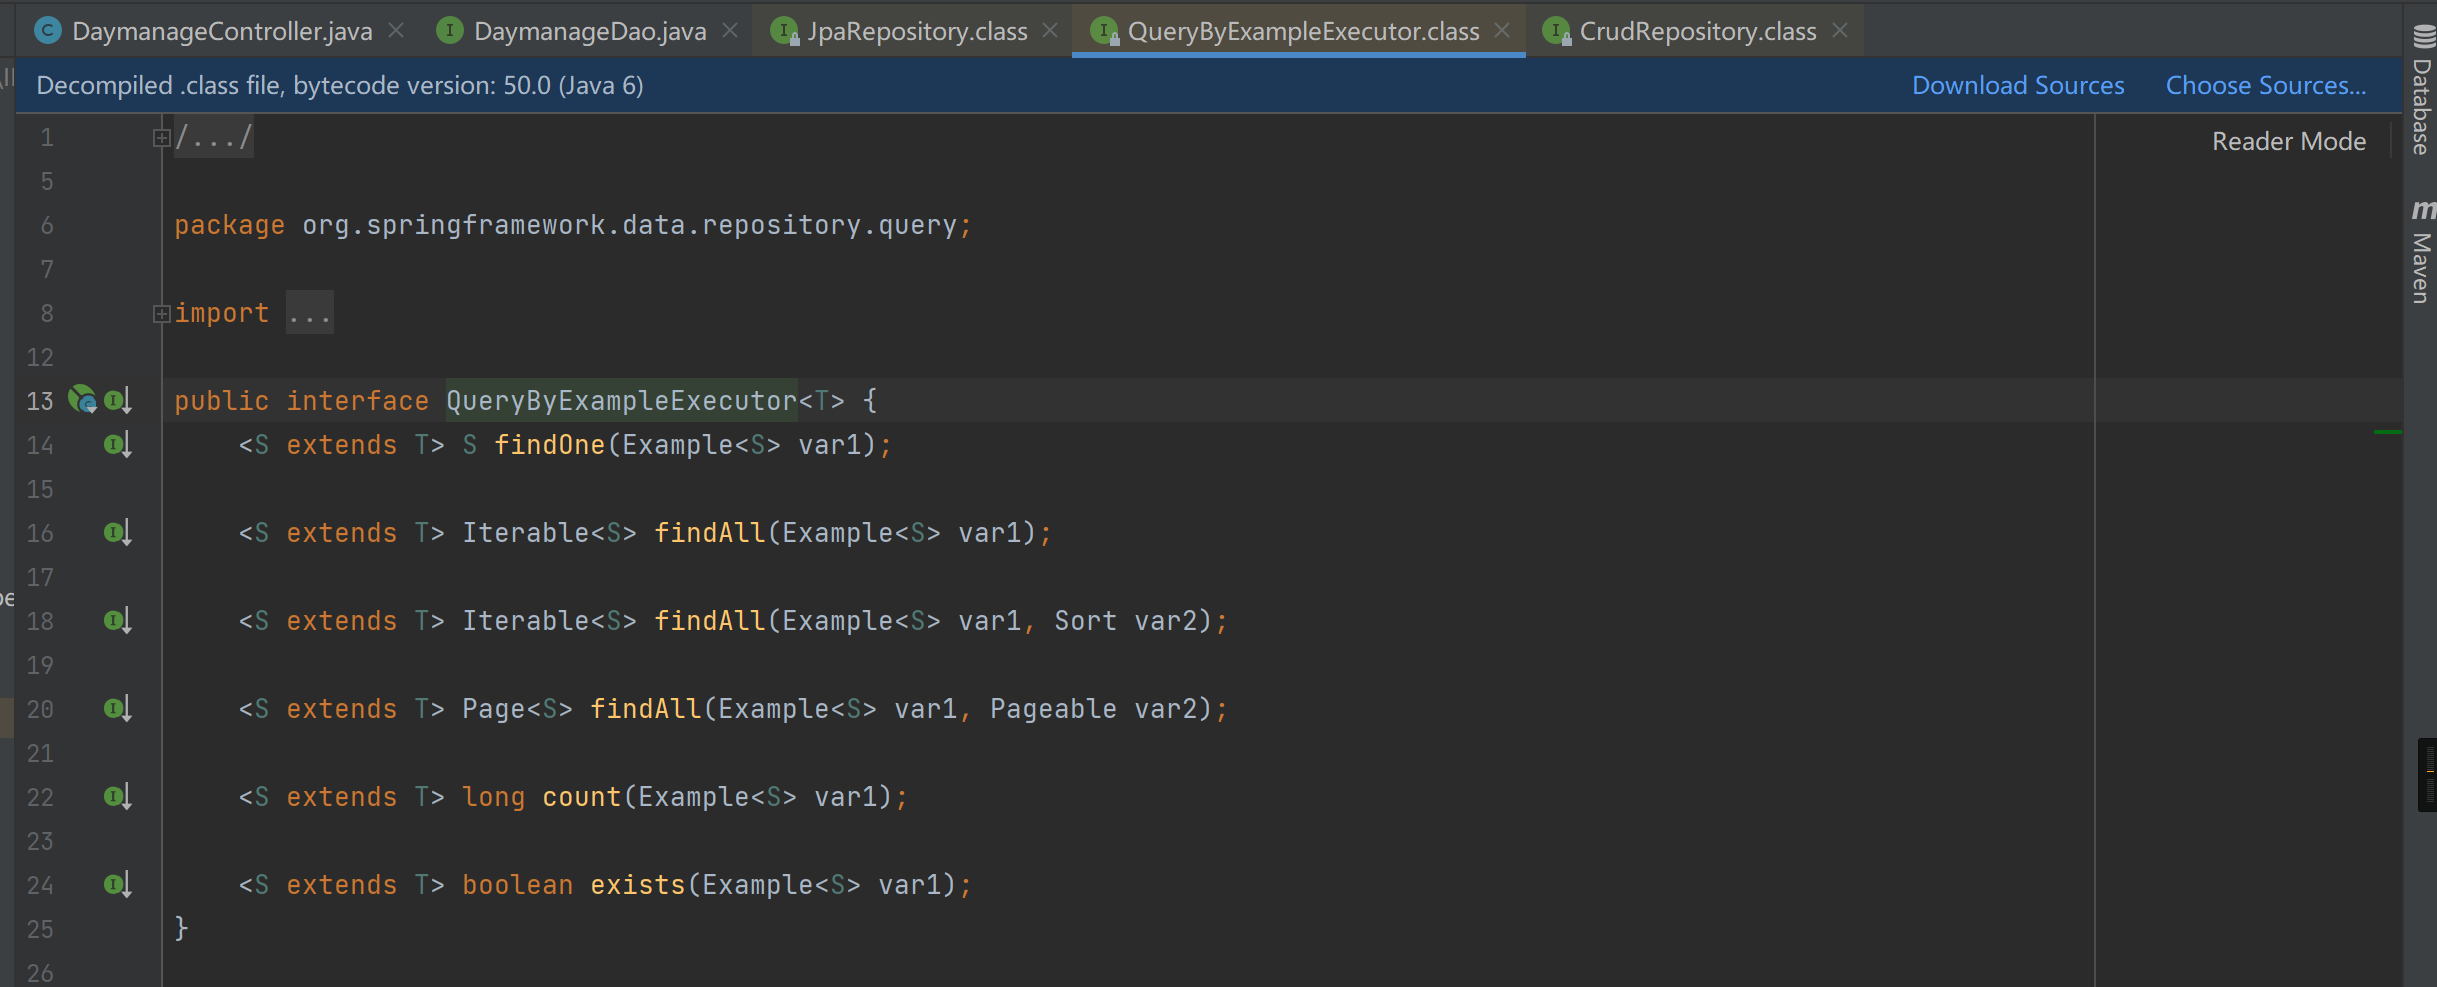 DaymanageController.java DaymanageDao.java JpaRepository.class QueryByExampleExecutor.class CrudRepository.class
Decompiled .class file, bytecode version: 50.0 (Java 6) Download Sources Choose Sources...
Reader Mode
1 /.../
5
6 package org.springframework.data.repository.query;
7
8 import ...
12
13 public interface QueryByExampleExecutor<T> {
14 <S extends T> S findOne(Example<S> var1);
15
16 <S extends T> Iterable<S> findAll(Example<S> var1);
17
18 <S extends T> Iterable<S> findAll(Example<S> var1, Sort var2);
19
20 <S extends T> Page<S> findAll(Example<S> var1, Pageable var2);
21
22 <S extends T> long count(Example<S> var1);
23
24 <S extends T> boolean exists(Example<S> var1);
25 }
26
Database
Maven